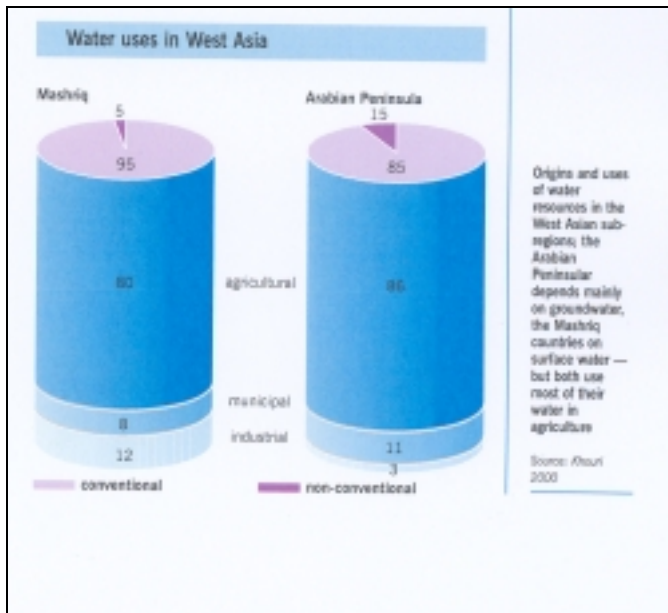 Water uses in West Asia
Mashriq
Arabian Peninsula
5
15
95
85
80
agricultural
86
municipal
8
industrial
11
12
3
conventional
non-conventional
Origins and uses
of water
resources in the
West Asian sub-
regions; the
Arabian
Peninsular
depends mainly
on groundwater,
the Mashriq
countries on
surface water —
but both use
most of their
water in
agriculture
Source: Khouri
2000